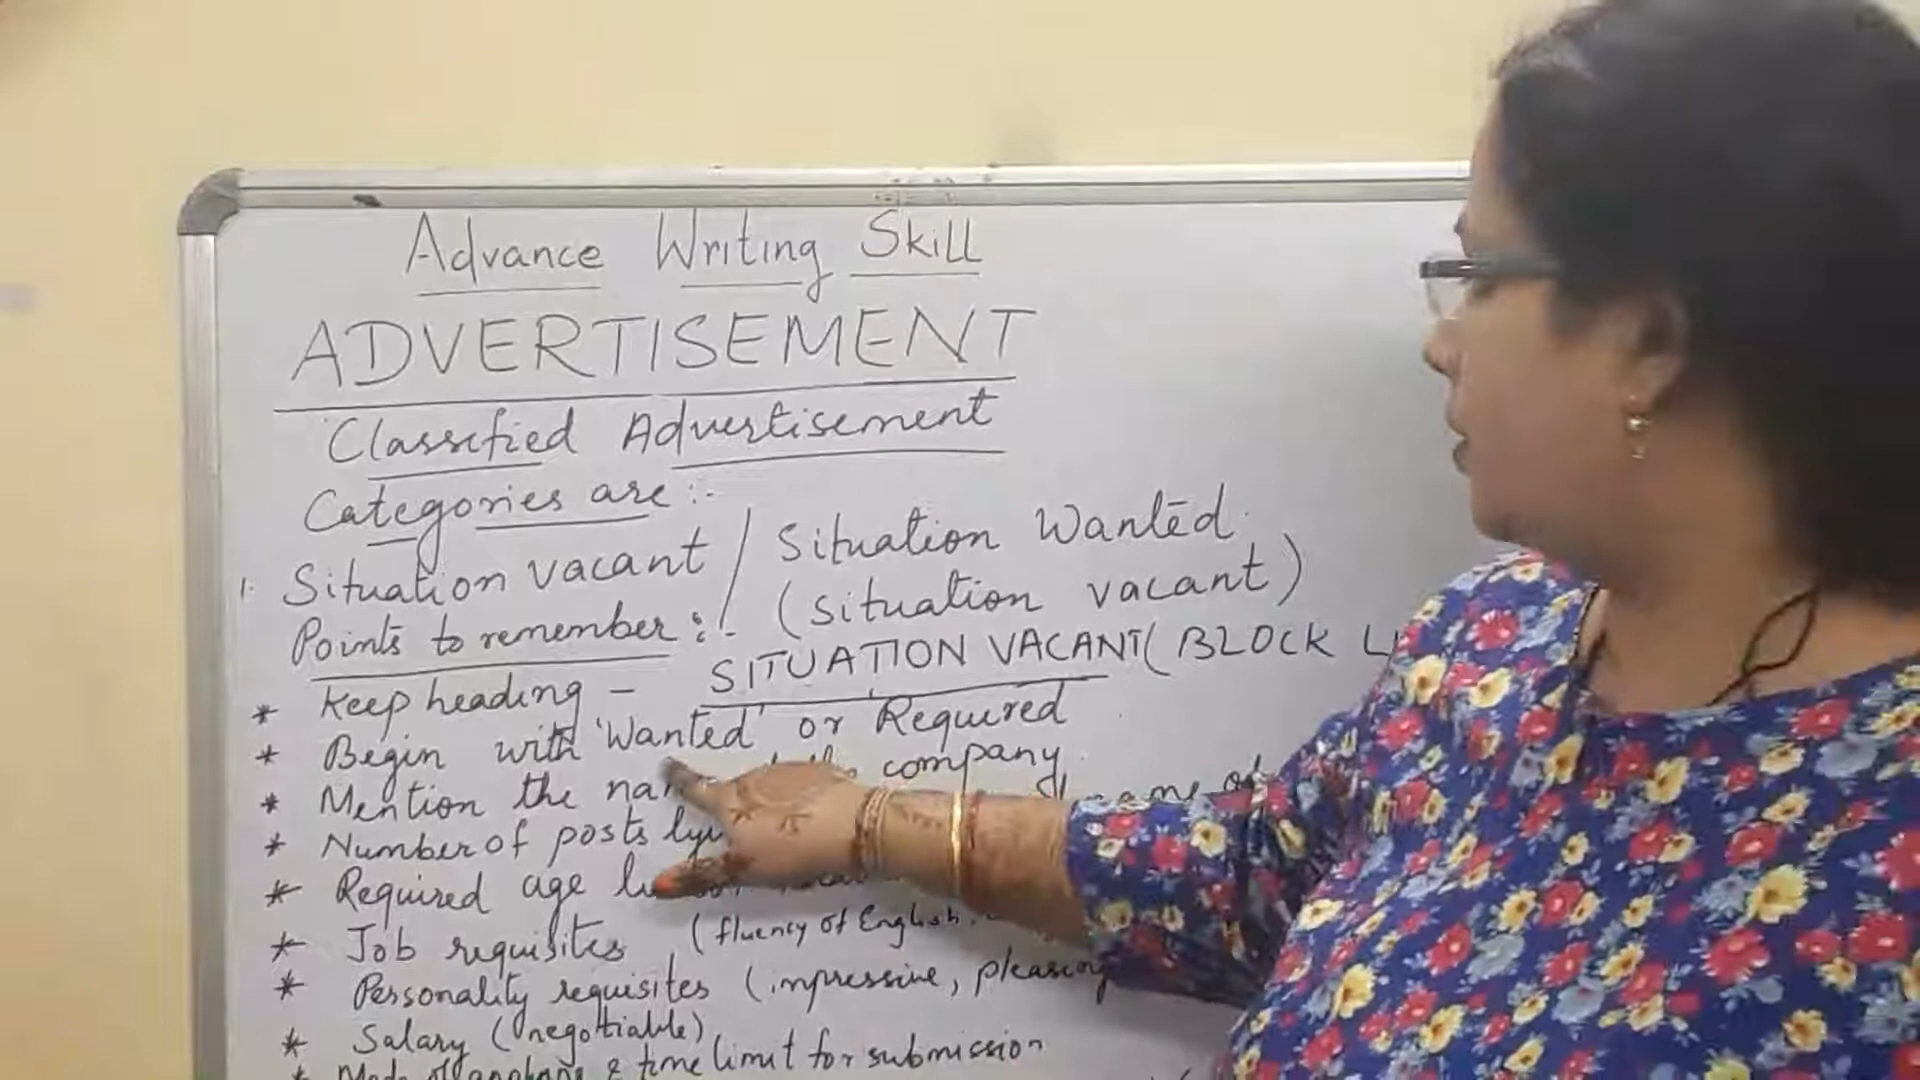 Advance Writing Skill
ADVERTISEMENT
Classified Advertisement
Categories are :-
1. Situation vacant / Situation Wanted
Points to remember :- (situation vacant)
* Keep heading - SITUATION VACANT (BLOCK
* Begin with 'Wanted' or Required
* Mention the company
* Number of posts name of
* Required age
* Job requisites (fluency of English,
* Personality requisites (impressive, pleasing
* Salary (negotiable)
* & time limit for submission